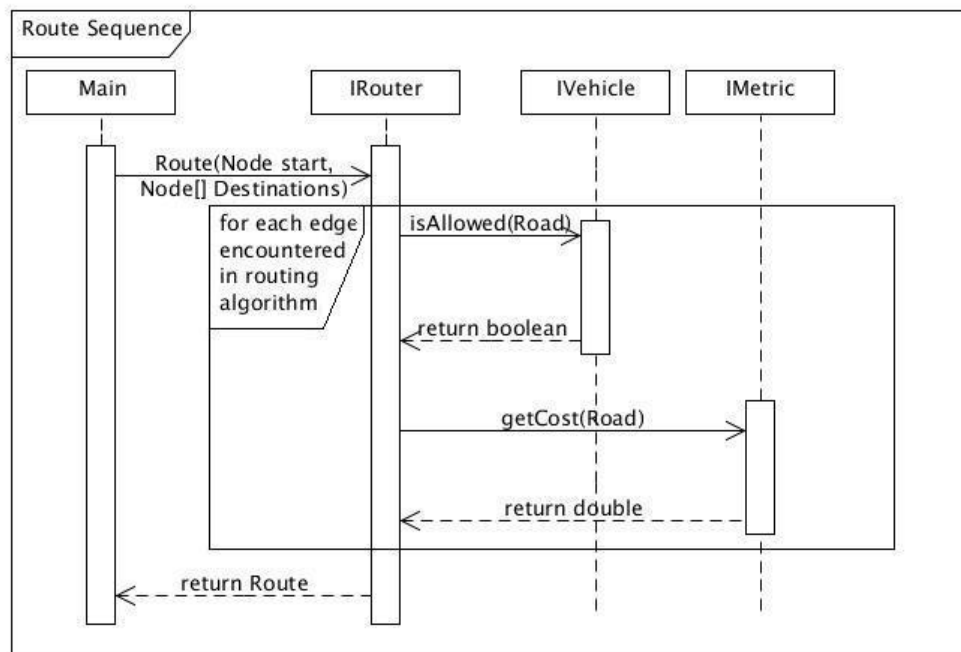 Route Sequence
Main
IRouter
IVehicle
IMetric
Route(Node start,
Node[] Destinations)
for each edge
encountered
in routing
algorithm
isAllowed(Road)
return boolean
getCost(Road)
return double
return Route